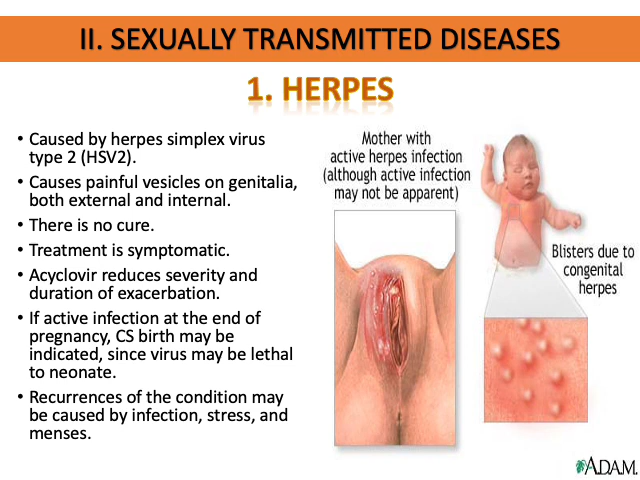 II. SEXUALLY TRANSMITTED DISEASES
1. HERPES
• Caused by herpes simplex virus
type 2 (HSV2).
• Causes painful vesicles on genitalia,
both external and internal.
• There is no cure.
• Treatment is symptomatic.
• Acyclovir reduces severity and
duration of exacerbation.
• If active infection at the end of
pregnancy, CS birth may be
indicated, since virus may be lethal
to neonate.
• Recurrences of the condition may
be caused by infection, stress, and
menses.
Mother with
active herpes infection
(although active infection
may not be apparent)
Blisters due to
congenital
herpes
A.D.A.M.